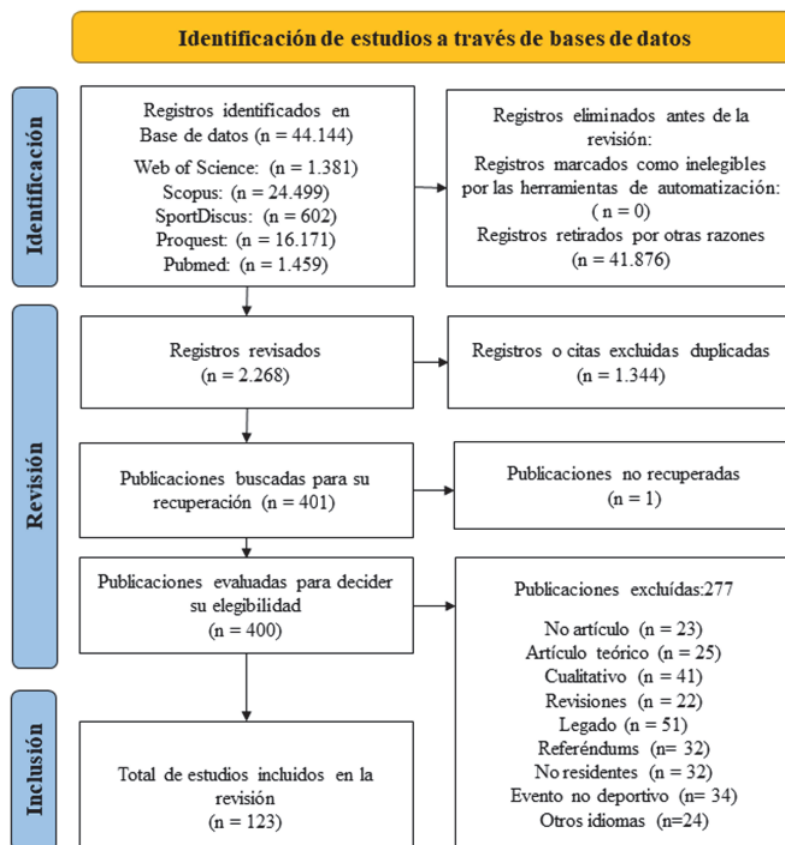 Identificación de estudios a través de bases de datos
Identificación
Registros identificados en
Base de datos (n = 44.144)
Web of Science: (n = 1.381)
Scopus: (n = 24.499)
SportDiscus: (n = 602)
Proquest: (n = 16.171)
Pubmed: (n = 1.459)
Registros eliminados antes de la
revisión:
Registros marcados como inelegibles
por las herramientas de automatización:
( n = 0)
Registros retirados por otras razones
(n = 41.876)
Revisión
Registros revisados
(n = 2.268)
Registros o citas excluidas duplicadas
(n = 1.344)
Publicaciones buscadas para su
recuperación (n = 401)
Publicaciones no recuperadas
(n = 1)
Publicaciones evaluadas para decider
su elegibilidad
(n = 400)
Publicaciones excluídas:277
No artículo (n = 23)
Artículo teórico (n = 25)
Cualitativo (n = 41)
Revisiones (n = 22)
Legado (n = 51)
Referéndums (n= 32)
No residentes (n = 32)
Evento no deportivo (n= 34)
Otros idiomas (n=24)
Inclusión
Total de estudios incluidos en la
revisión
(n = 123)